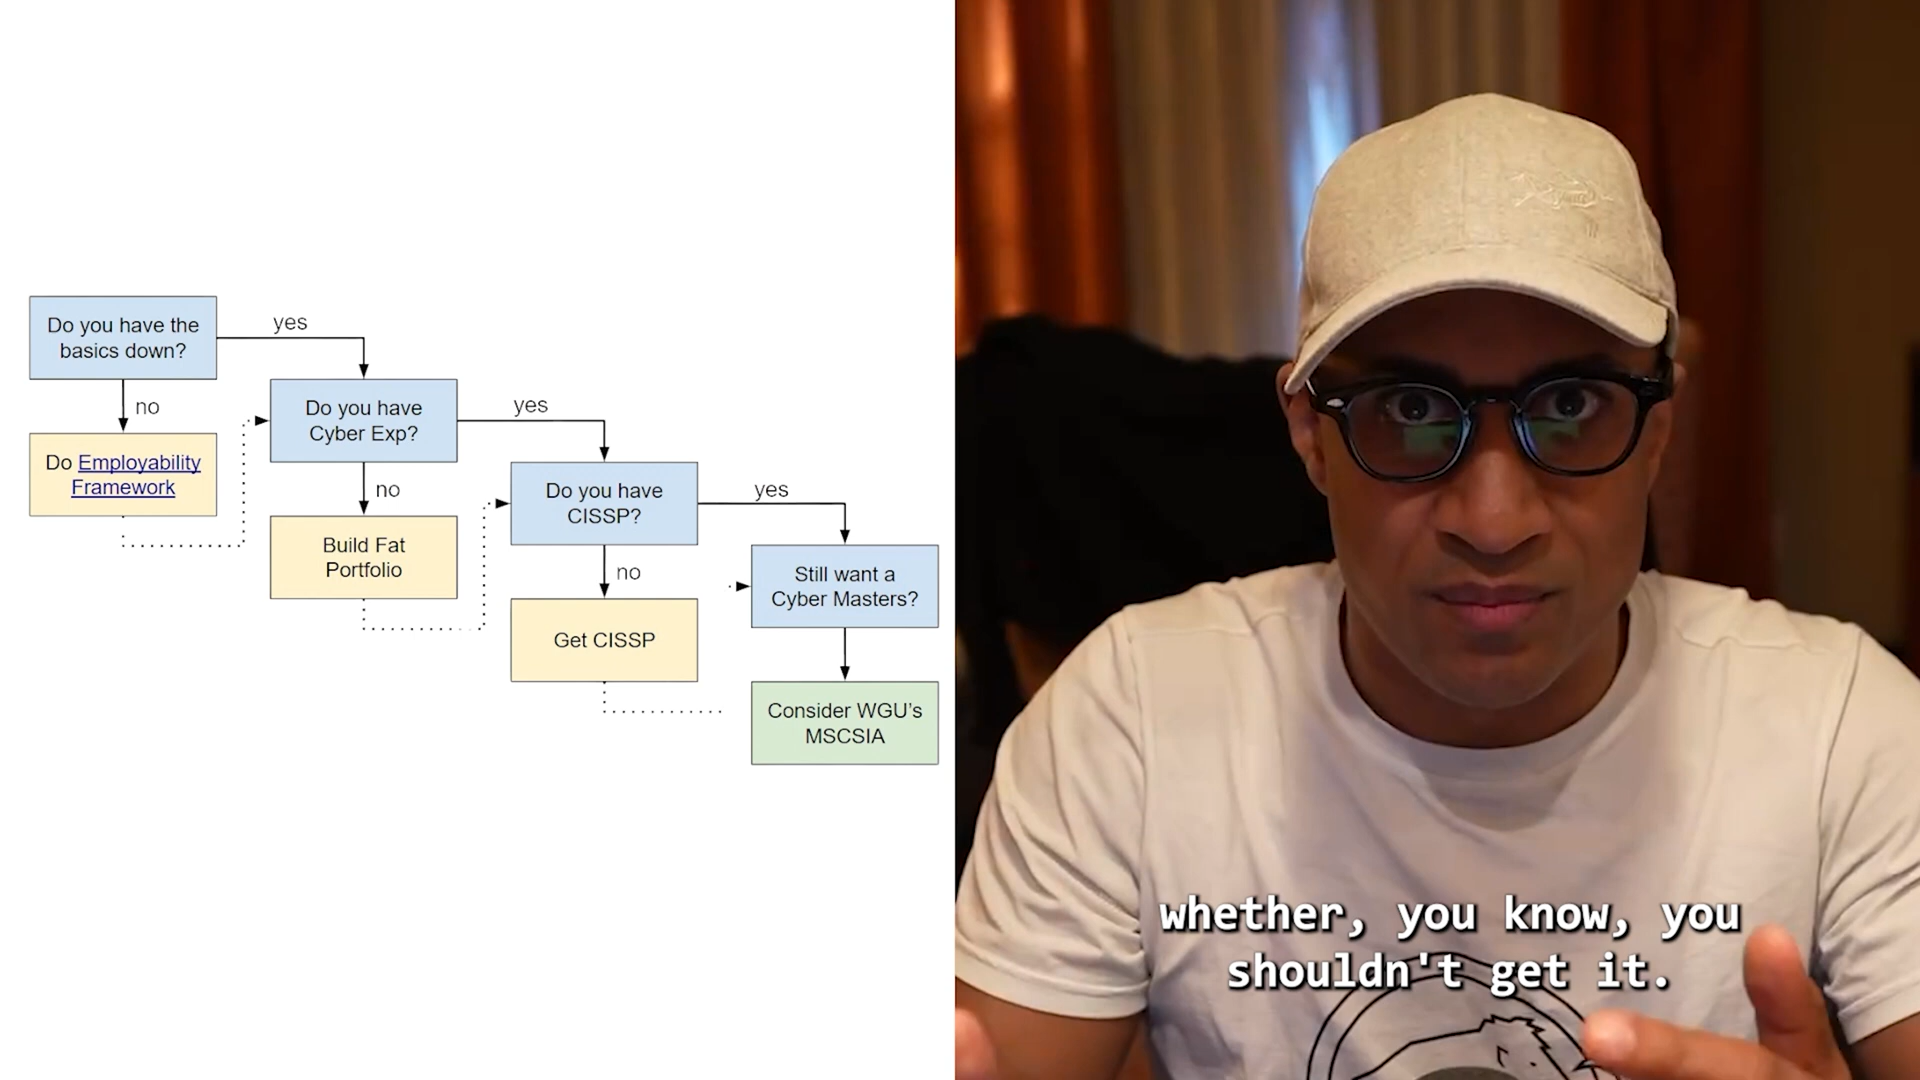 Do you have the
basics down?
yes
no
Do Employability
Framework
Do you have
Cyber Exp?
yes
no
Build Fat
Portfolio
Do you have
CISSP?
yes
no
Get CISSP
Still want a
Cyber Masters?
Consider WGU's
MSCSIA
whether, you know, you
shouldn't get it.